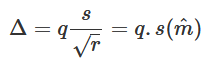 Δ = q s/√r = q. s(m̂)